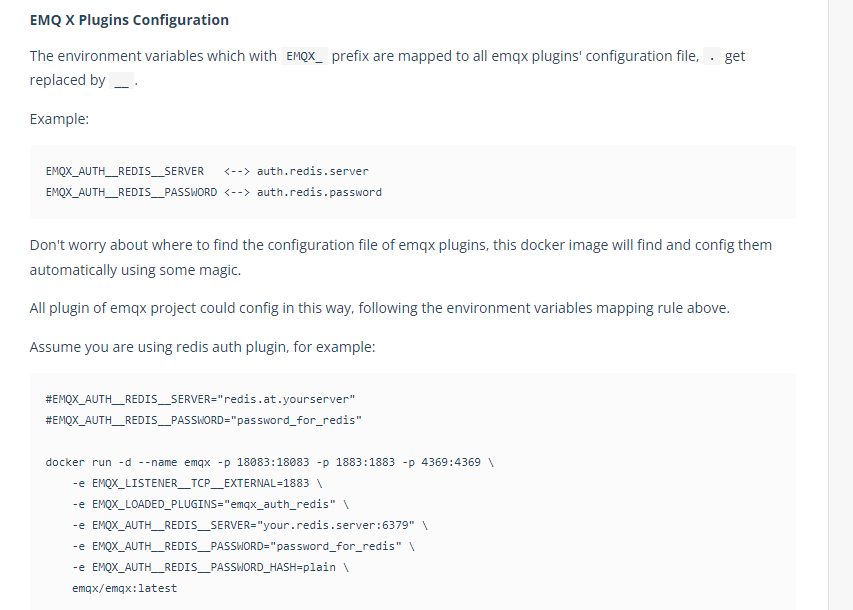 EMQ X Plugins Configuration
The environment variables which with EMQX_ prefix are mapped to all emqx plugins' configuration file, . get
replaced by __ .
Example:
EMQX_AUTH__REDIS__SERVER   <--> auth.redis.server
EMQX_AUTH__REDIS__PASSWORD <--> auth.redis.password
Don't worry about where to find the configuration file of emqx plugins, this docker image will find and config them
automatically using some magic.
All plugin of emqx project could config in this way, following the environment variables mapping rule above.
Assume you are using redis auth plugin, for example:
#EMQX_AUTH__REDIS__SERVER="redis.at.yourserver"
#EMQX_AUTH__REDIS__PASSWORD="password_for_redis"
docker run -d --name emqx -p 18083:18083 -p 1883:1883 -p 4369:4369 \
    -e EMQX_LISTENER__TCP__EXTERNAL=1883 \
    -e EMQX_LOADED_PLUGINS="emqx_auth_redis" \
    -e EMQX_AUTH__REDIS__SERVER="your.redis.server:6379" \
    -e EMQX_AUTH__REDIS__PASSWORD="password_for_redis" \
    -e EMQX_AUTH__REDIS__PASSWORD_HASH=plain \
    emqx/emqx:latest